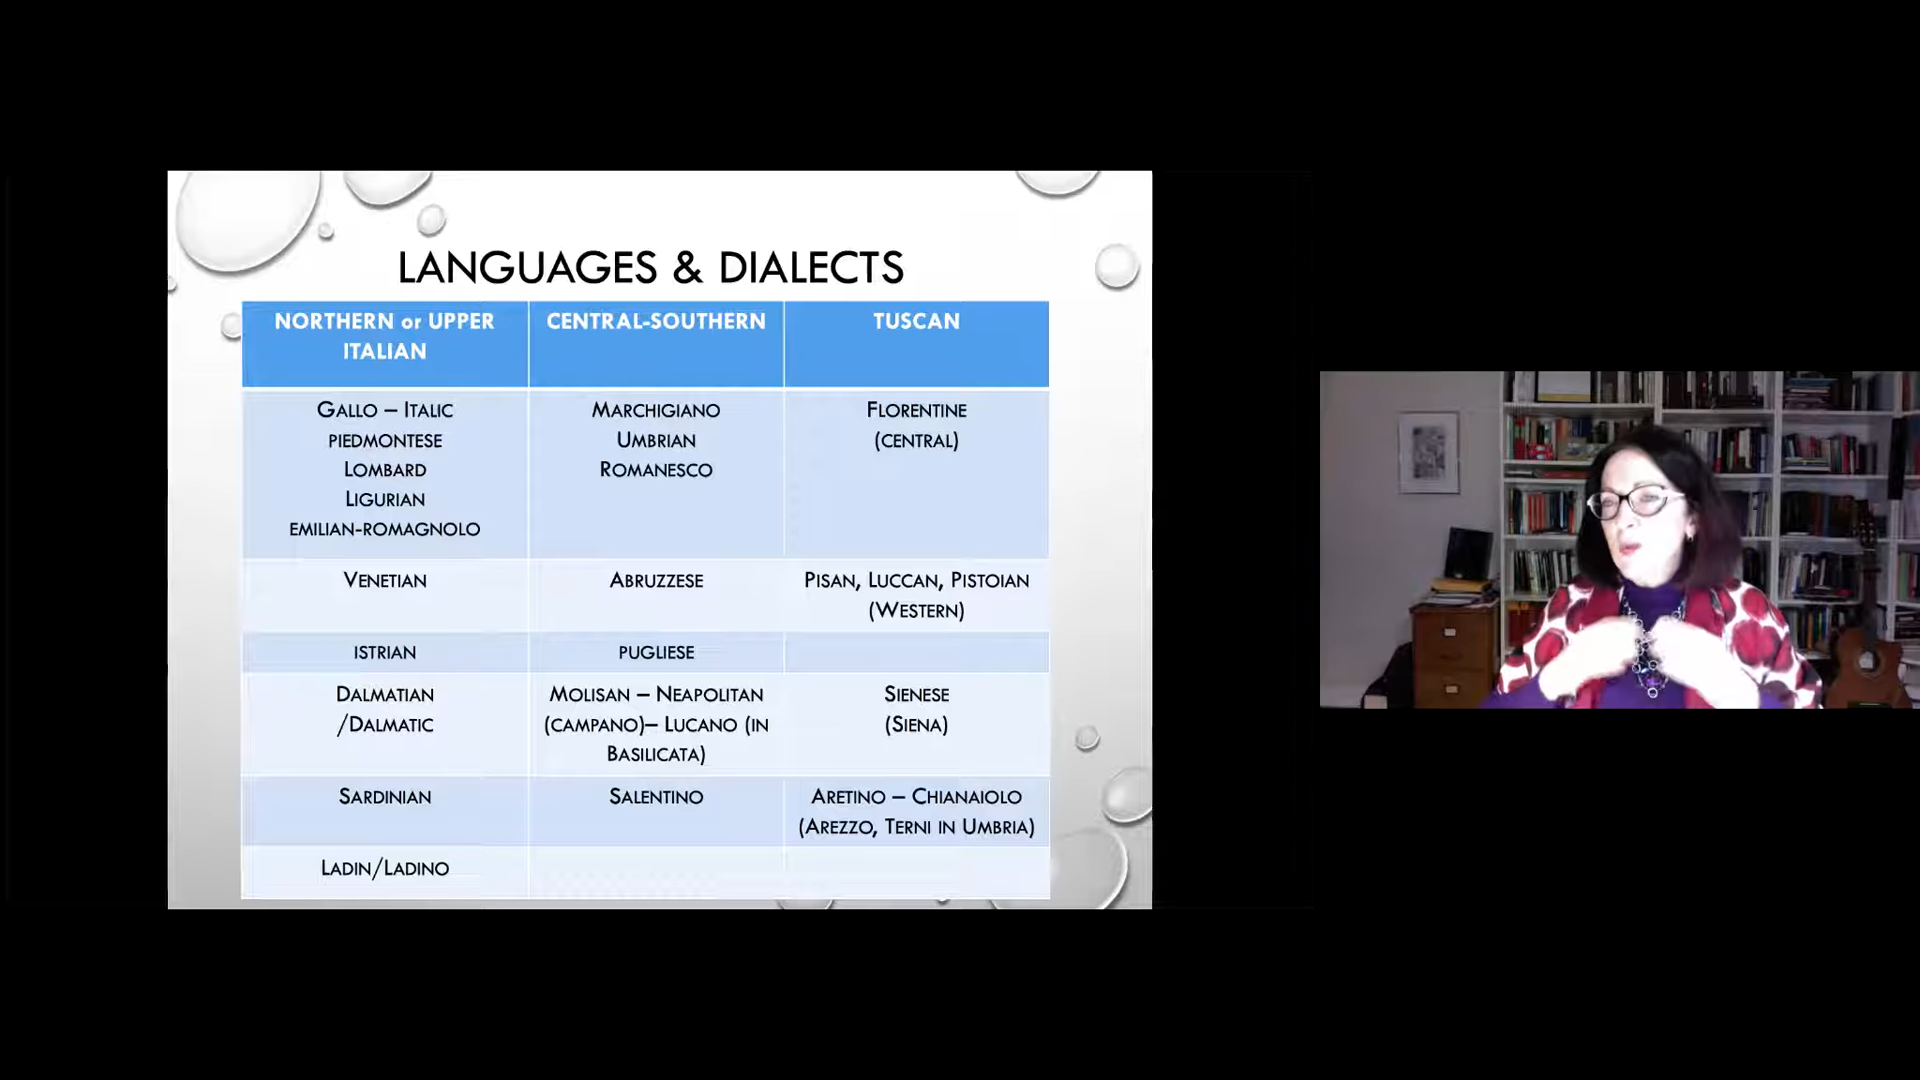 LANGUAGES & DIALECTS
NORTHERN or UPPER
ITALIAN
CENTRAL-SOUTHERN
TUSCAN
GALLO – ITALIC
PIEDMONTESE
LOMBARD
LIGURIAN
EMILIAN-ROMAGNOLO
MARCHIGIANO
UMBRIAN
ROMANESCO
FLORENTINE
(CENTRAL)
VENETIAN
ABRUZZESE
PISAN, LUCCAN, PISTOIAN
(WESTERN)
ISTRIAN
PUGLIESE
DALMATIAN
/DALMATIC
MOLISAN – NEAPOLITAN
(CAMPANO)– LUCANO (IN
BASILICATA)
SIENESE
(SIENA)
SARDINIAN
SALENTINO
ARETINO – CHIANAIOLO
(AREZZO, TERNI IN UMBRIA)
LADIN/LADINO